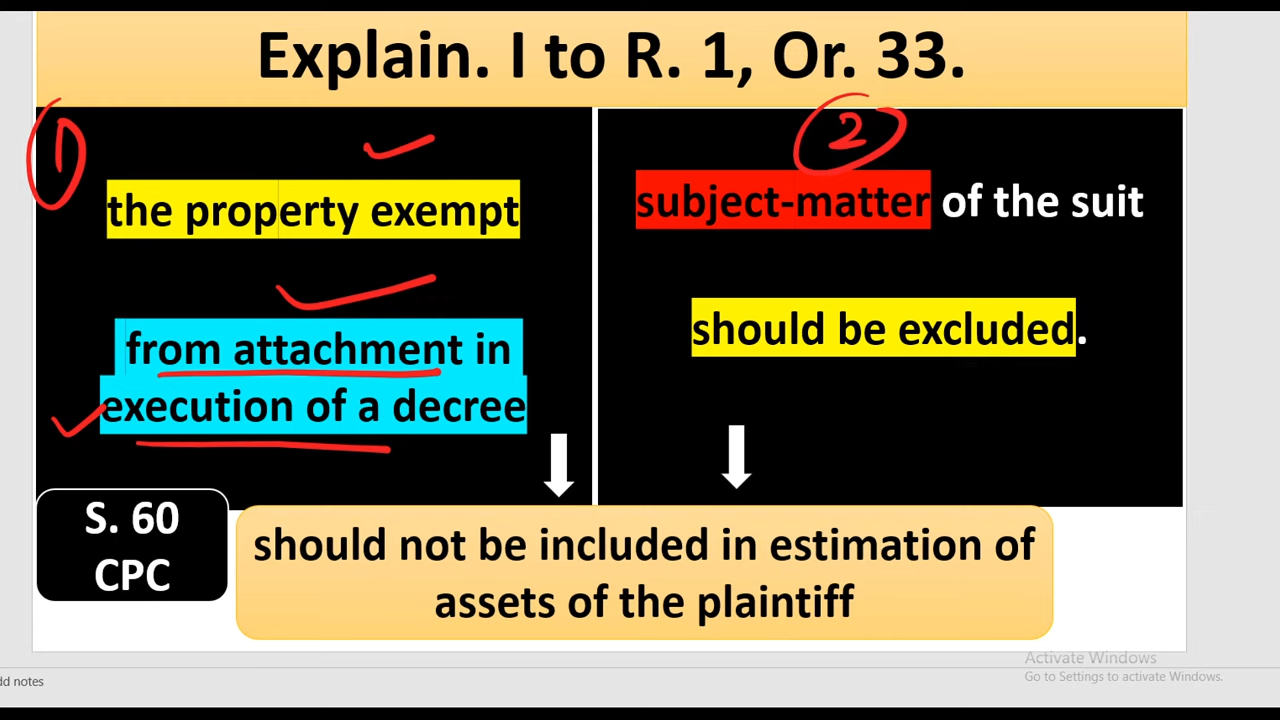 Explain. I to R. 1, Or. 33.
1
the property exempt
from attachment in
execution of a decree
2
subject-matter of the suit
should be excluded.
S. 60
CPC
should not be included in estimation of
assets of the plaintiff
Activate Windows
Go to Settings to activate Windows.
dd notes